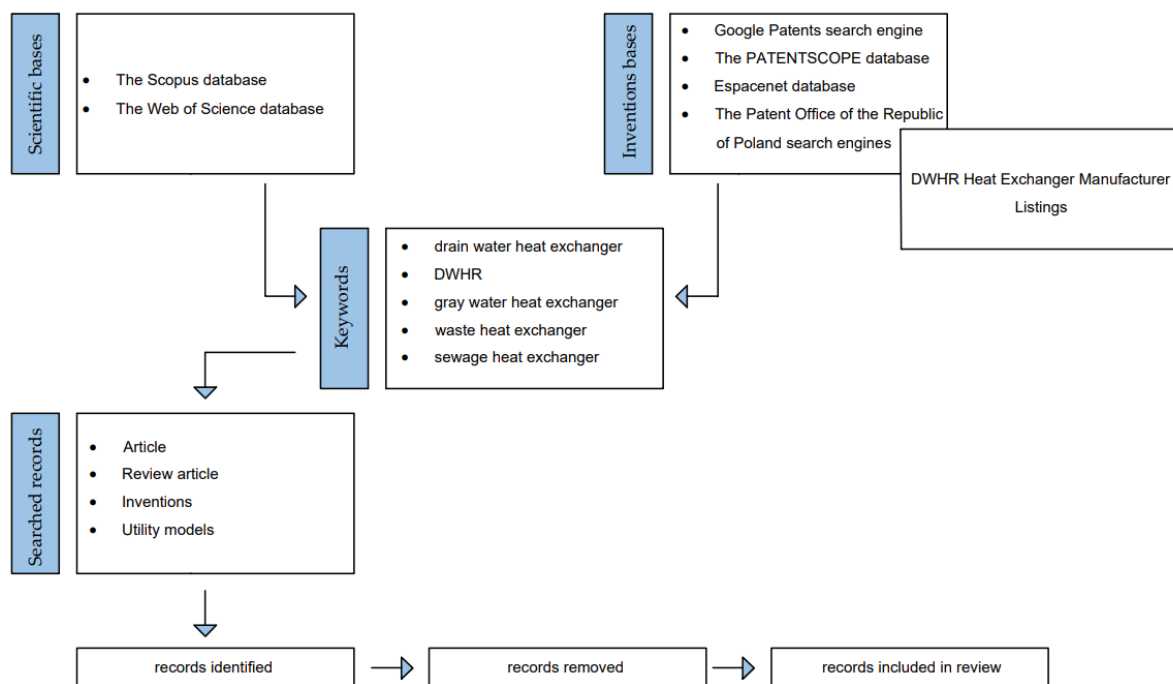 Scientific bases
The Scopus database
The Web of Science database
Inventions bases
Google Patents search engine
The PATENTSCOPE database
Espacenet database
The Patent Office of the Republic
of Poland search engines
DWHR Heat Exchanger Manufacturer
Listings
Keywords
drain water heat exchanger
DWHR
gray water heat exchanger
waste heat exchanger
sewage heat exchanger
Searched records
Article
Review article
Inventions
Utility models
records identified
records removed
records included in review